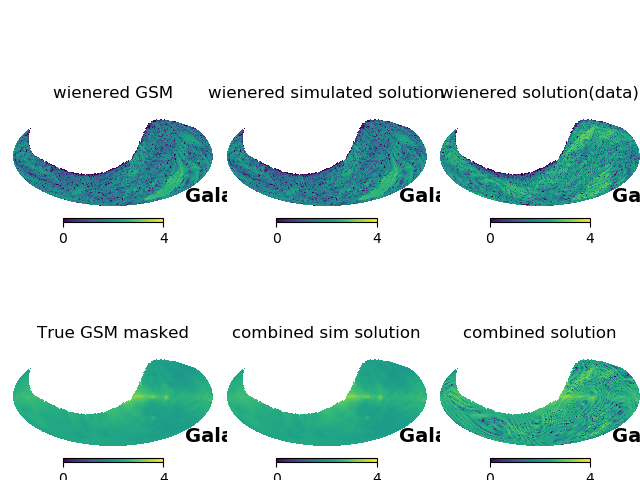 wienered GSM
wienered simulated solution
wienered solution(data)
Gala
Gala
Ga
0 4
0 4
0 4
True GSM masked
combined sim solution
combined solution
Gala
Gala
Ga
0 4
0 4
0 4